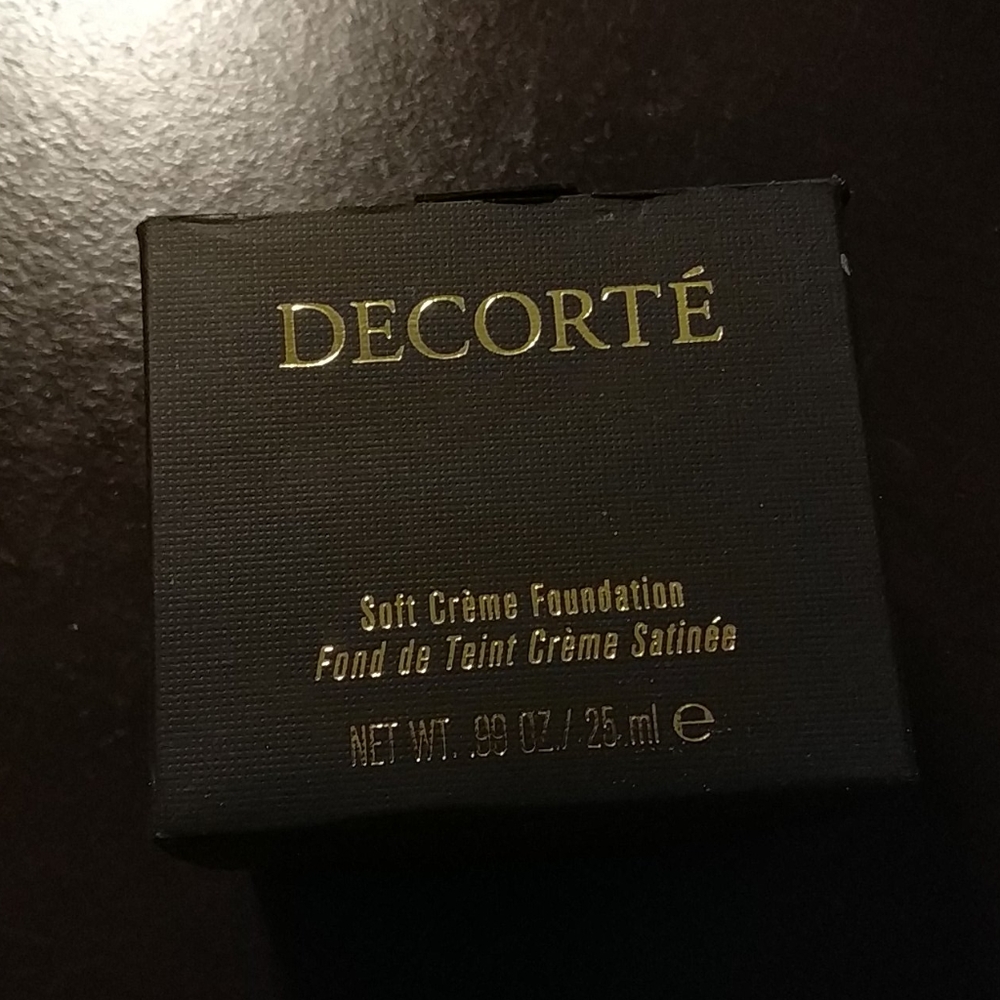 DECORTÉ
Soft Crème Foundation
Fond de Teint Crème Satinée
NET WT. .99 OZ./ 25 ml e